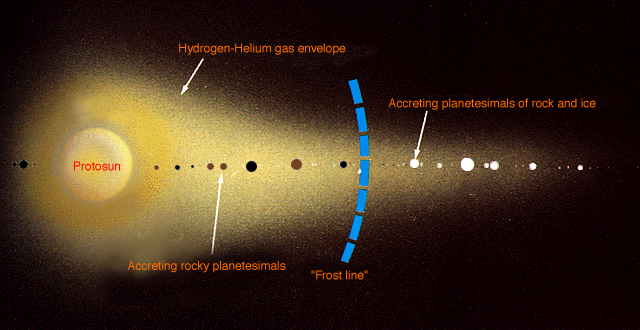 Hydrogen-Helium gas envelope
Accreting planetesimals of rock and ice
Protosun
Accreting rocky planetesimals
"Frost line"